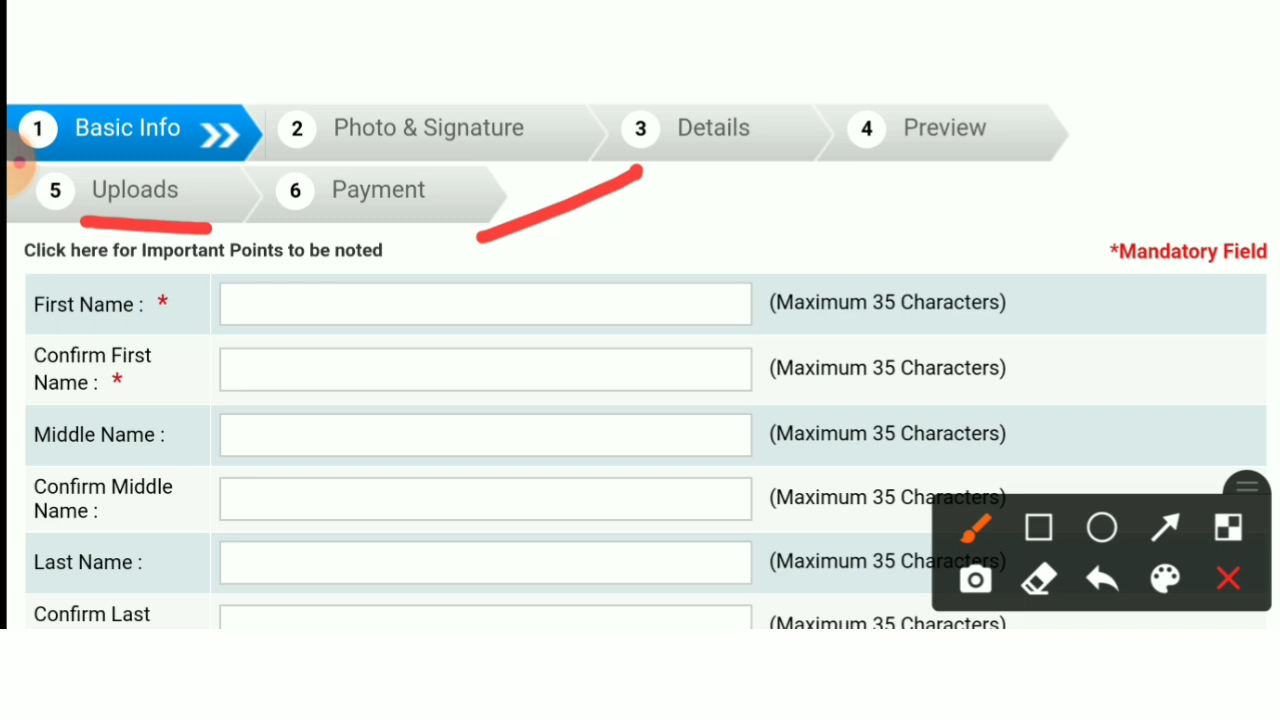 1 Basic Info 2 Photo & Signature 3 Details 4 Preview
5 Uploads 6 Payment
Click here for Important Points to be noted *Mandatory Field
First Name : * (Maximum 35 Characters)
Confirm First
Name : * (Maximum 35 Characters)
Middle Name : (Maximum 35 Characters)
Confirm Middle
Name : (Maximum 35 Characters)
Last Name : (Maximum 35 Characters)
Confirm Last
(Maximum 35 Characters)